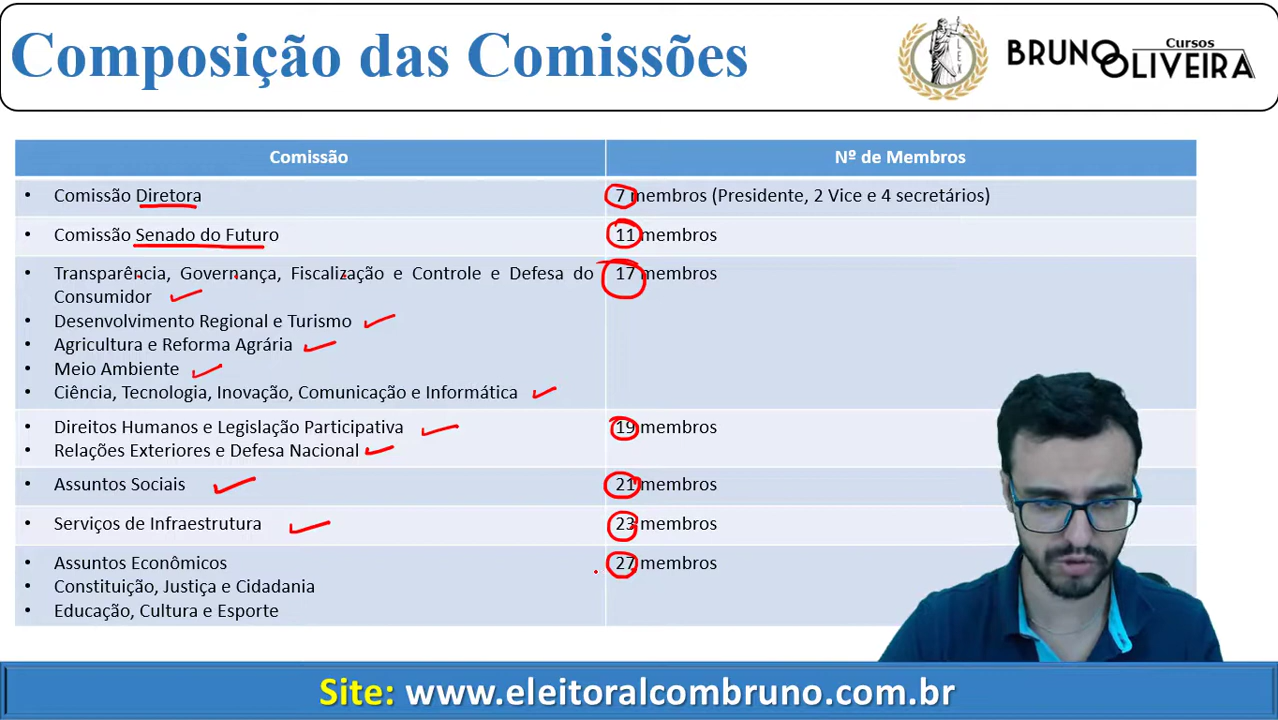 Composição das Comissões
LEX
Cursos
BRUNO
OLIVEIRA
Comissão
Nº de Membros
• Comissão Diretora
7 membros (Presidente, 2 Vice e 4 secretários)
• Comissão Senado do Futuro
11 membros
• Transparência, Governança, Fiscalização e Controle e Defesa do
Consumidor
• Desenvolvimento Regional e Turismo
• Agricultura e Reforma Agrária
• Meio Ambiente
• Ciência, Tecnologia, Inovação, Comunicação e Informática
17 membros
• Direitos Humanos e Legislação Participativa
• Relações Exteriores e Defesa Nacional
19 membros
• Assuntos Sociais
21 membros
• Serviços de Infraestrutura
23 membros
• Assuntos Econômicos
• Constituição, Justiça e Cidadania
• Educação, Cultura e Esporte
27 membros
Site: www.eleitoralcombruno.com.br